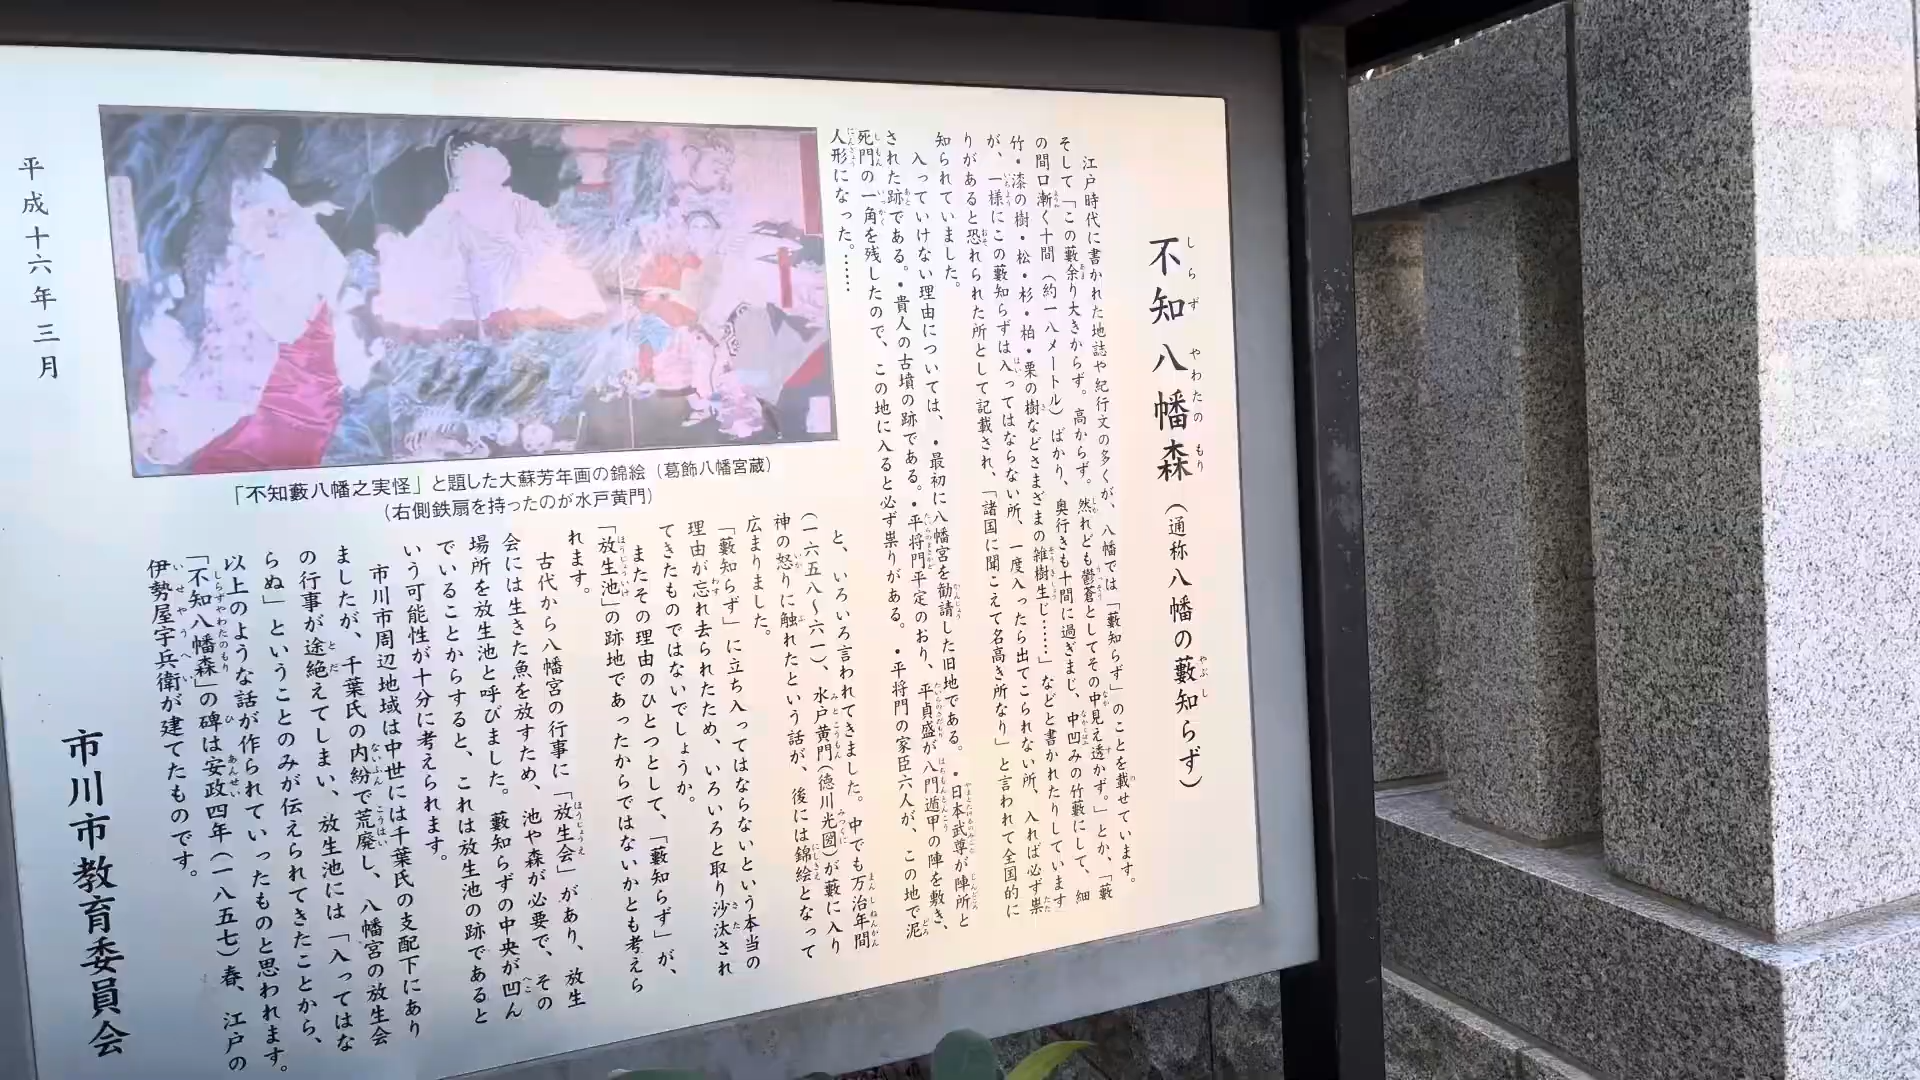 不知八幡森(通称八幡の藪知らず)
しらず やわたの もり やぶし
江戸時代に書かれた地誌や紀行文の多くが、八幡では「藪知らず」のことを載せています。
そして「この藪余り大きからず。高からず。然れども鬱蒼としてその中見え透かず。」とか、「藪
の間口漸く十間(約一八メートル)ばかり、奥行きも十間に過ぎまじ、中凹みの竹藪にして、細
竹・漆の樹・松・杉・柏・栗の樹などさまざまの雑樹生じ……」などと書かれたりしています
が、一様にこの藪知らずは入ってはならない所、一度入ったら出てこられない所、入れば必ず祟
りがあると恐れられた所として記載され、「諸国に聞こえて名高き所なり」と言われて全国的に
知られていました。
入っていけない理由については、・最初に八幡宮を勧請した旧地である。・日本武尊が陣所と
された跡である。・貴人の古墳の跡である。・平将門平定のおり、平貞盛が八門遁甲の陣を敷き、
死門の一角を残したので、この地に入ると必ず祟りがある。・平将門の家臣六人が、この地で泥
人形になった。……
「不知藪八幡之実怪」と題した大蘇芳年画の錦絵(葛飾八幡宮蔵)
(右側鉄扇を持ったのが水戸黄門)
と、いろいろ言われてきました。中でも万治年間
(一六五八〜六一)、水戸黄門(徳川光圀)が藪に入り
神の怒りに触れたという話が、後には錦絵となって
広まりました。
「藪知らず」に立ち入ってはならないという本当の
理由が忘れ去られたため、いろいろと取り沙汰され
てきたものではないでしょうか。
またその理由のひとつとして、「藪知らず」が、
「放生池」の跡地であったからではないかとも考えら
れます。
古代から八幡宮の行事に「放生会」があり、放生
会には生きた魚を放すため、池や森が必要で、その
場所を放生池と呼びました。藪知らずの中央が凹ん
でいることからすると、これは放生池の跡であると
いう可能性が十分に考えられます。
市川市周辺地域は中世には千葉氏の支配下にあり
ましたが、千葉氏の内紛で荒廃し、八幡宮の放生会
の行事が途絶えてしまい、放生池には「入ってはな
らぬ」ということのみが伝えられてきたことから、
以上のような話が作られていったものと思われます。
「不知八幡森」の碑は安政四年(一八五七)春、江戸の
伊勢屋宇兵衛が建てたものです。
平成十六年三月
市川市教育委員会